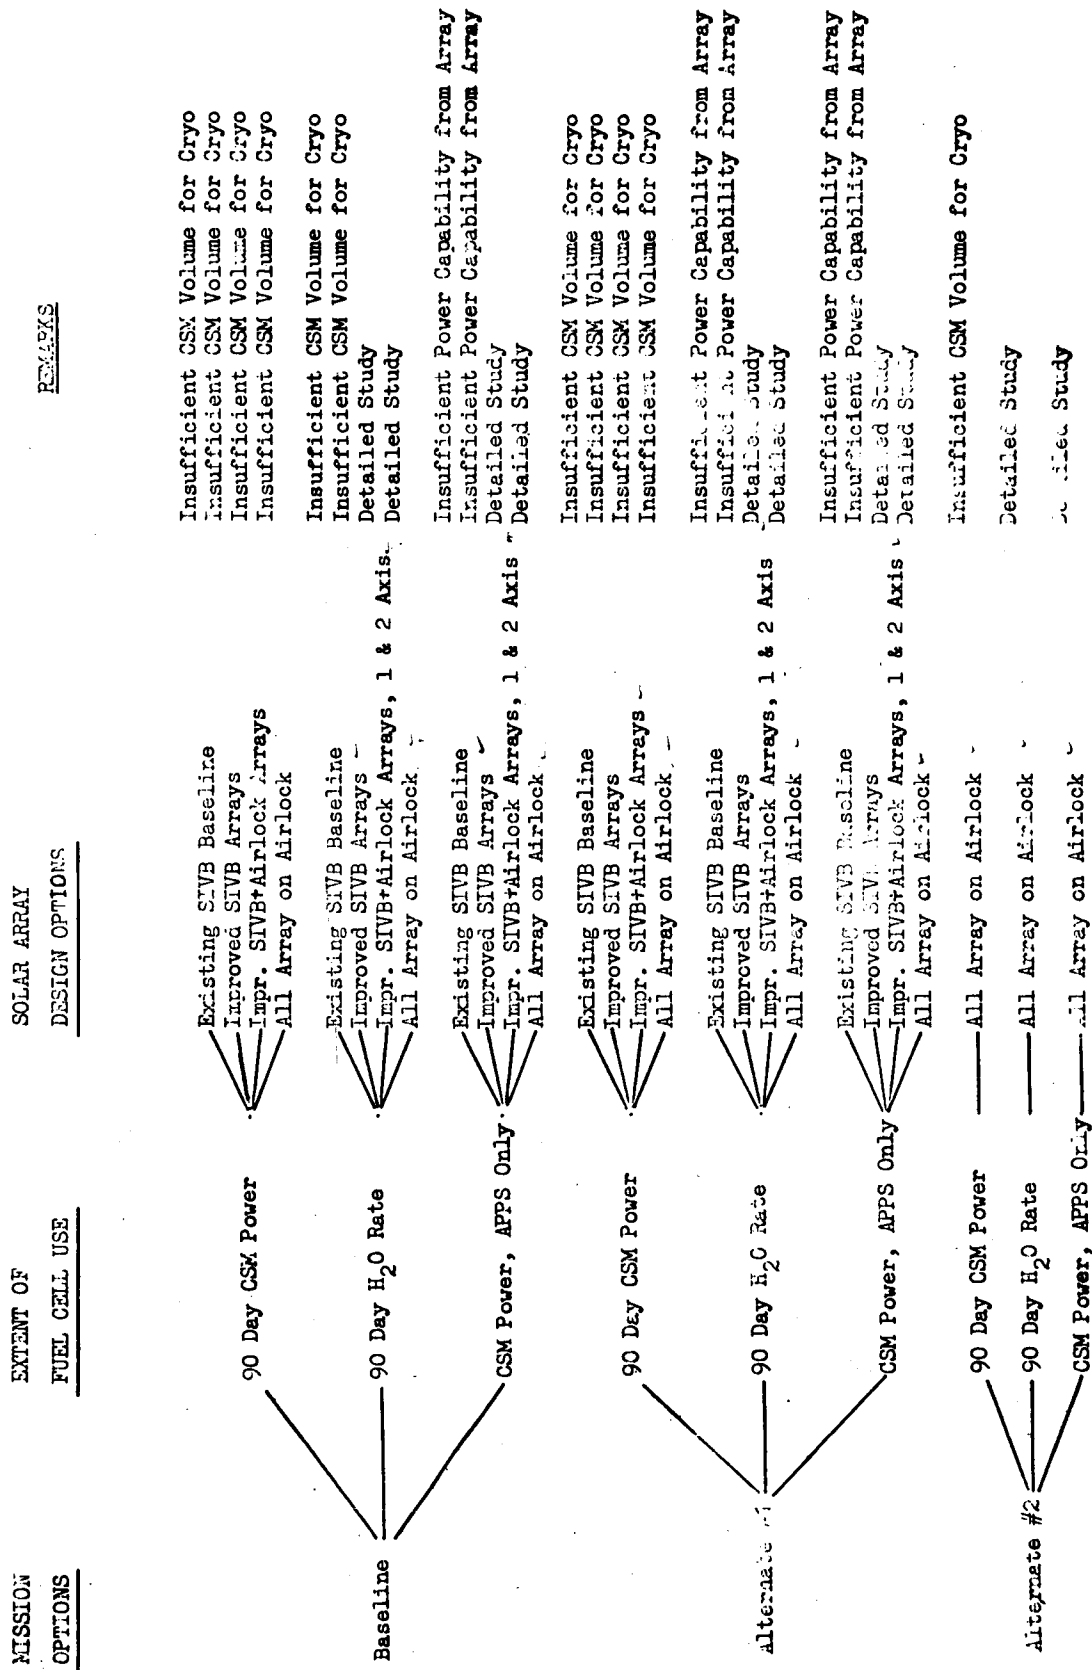 MISSION OPTIONS
EXTENT OF FUEL CELL USE
SOLAR ARRAY DESIGN OPTIONS
REMARKS
Baseline
90 Day CSM Power
Existing SIVB Baseline Insufficient CSM Volume for Cryo
Improved SIVB Arrays Insufficient CSM Volume for Cryo
Impr. SIVB+Airlock Arrays Insufficient CSM Volume for Cryo
All Array on Airlock Insufficient CSM Volume for Cryo
90 Day H2O Rate
Existing SIVB Baseline Insufficient CSM Volume for Cryo
Improved SIVB Arrays Insufficient CSM Volume for Cryo
Impr. SIVB+Airlock Arrays, 1 & 2 Axis Detailed Study
All Array on Airlock Detailed Study
CSM Power, APPS Only
Existing SIVB Baseline Insufficient Power Capability from Array
Improved SIVB Arrays Insufficient Power Capability from Array
Impr. SIVB+Airlock Arrays, 1 & 2 Axis Detailed Study
All Array on Airlock Detailed Study
Alternate #1
90 Day CSM Power
Existing SIVB Baseline Insufficient CSM Volume for Cryo
Improved SIVB Arrays Insufficient CSM Volume for Cryo
Impr. SIVB+Airlock Arrays Insufficient CSM Volume for Cryo
All Array on Airlock Insufficient CSM Volume for Cryo
90 Day H2O Rate
Existing SIVB Baseline Insufficient Power Capability from Array
Improved SIVB Arrays Insufficient Power Capability from Array
Impr. SIVB+Airlock Arrays, 1 & 2 Axis Detailed Study
All Array on Airlock Detailed Study
CSM Power, APPS Only
Existing SIVB Baseline Insufficient Power Capability from Array
Improved SIVB Arrays Insufficient Power Capability from Array
Impr. SIVB+Airlock Arrays, 1 & 2 Axis Detailed Study
All Array on Airlock Detailed Study
Alternate #2
90 Day CSM Power All Array on Airlock Insufficient CSM Volume for Cryo
90 Day H2O Rate All Array on Airlock Detailed Study
CSM Power, APPS Only All Array on Airlock Detailed Study